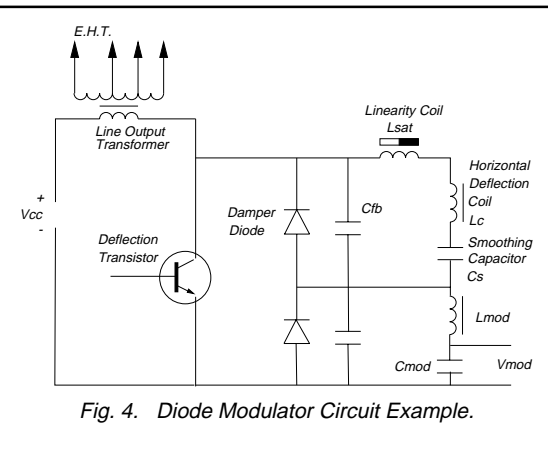 E.H.T.
Line Output
Transformer
Linearity Coil
Lsat
Horizontal
Deflection
Coil
Lc
+
Vcc
-
Damper
Diode
Cfb
Deflection
Transistor
Smoothing
Capacitor
Cs
Lmod
Cmod
Vmod
Fig. 4. Diode Modulator Circuit Example.